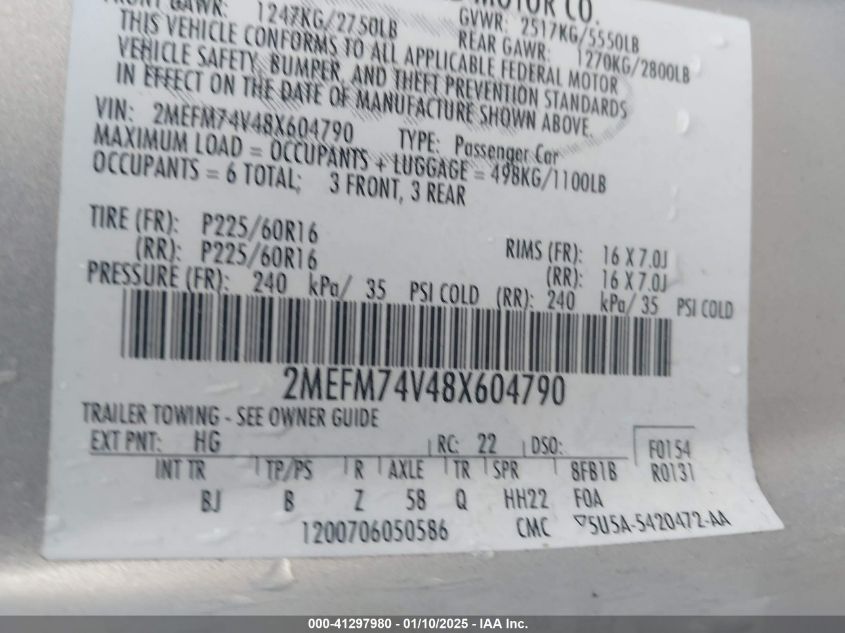 MOTOR CO.
FRONT GAWR: 1247KG/2750LB GVWR: 2517KG/5550LB
REAR GAWR: 1270KG/2800LB
THIS VEHICLE CONFORMS TO ALL APPLICABLE FEDERAL MOTOR
VEHICLE SAFETY, BUMPER, AND THEFT PREVENTION STANDARDS
IN EFFECT ON THE DATE OF MANUFACTURE SHOWN ABOVE.
VIN: 2MEFM74V48X604790 TYPE: Passenger Car
MAXIMUM LOAD = OCCUPANTS + LUGGAGE = 498KG/1100LB
OCCUPANTS = 6 TOTAL; 3 FRONT, 3 REAR
TIRE (FR): P225/60R16 RIMS (FR): 16 X 7.0J
(RR): P225/60R16 (RR): 16 X 7.0J
PRESSURE (FR): 240 kPa/ 35 PSI COLD (RR): 240 kPa/ 35 PSI COLD
2MEFM74V48X604790
TRAILER TOWING - SEE OWNER GUIDE
EXT PNT: HG RC: 22 DSO: F0154
INT TR TP/PS R AXLE TR SPR 8FB1B R0131
BJ B Z 58 Q HH22 FOA
1200706050586 CMC 5U5A-5420472-AA
000-41297980 - 01/10/2025 - IAA Inc.